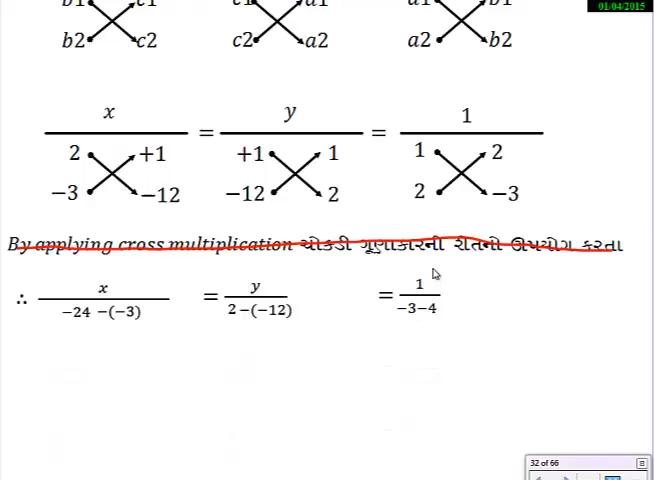 b1 c1 c1 a1 a1 b1
b2 c2 c2 a2 a2 b2
01/04/2015
x/ = y/ = 1/
2 +1 +1 1 1 2
−3 −12 −12 2 2 −3
By applying cross multiplication ચોકડી ગુણાકારની રીતનો ઊપયોગ કરતા
∴ x/(−24 −(−3)) = y/(2−(−12)) = 1/(−3−4)
32 of 66